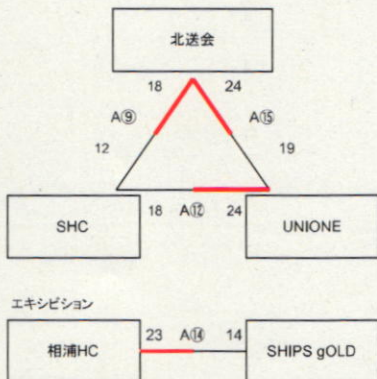 北送会
18 24
A⑨ A⑮
12 19
18 A⑫ 24
SHC UNIONE
エキシビション
23 A⑭ 14
相浦HC SHIPS gOLD